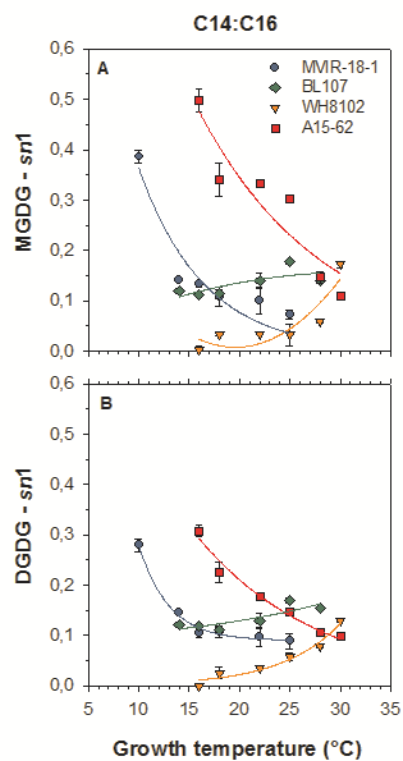 C14:C16
0,6
A
MVIR-18-1
BL107
WH8102
A15-62
0,5
0,4
0,3
0,2
0,1
0,0
MGDG - sn1
0,6
B
0,5
0,4
0,3
0,2
0,1
0,0
DGDG - sn1
5 10 15 20 25 30 35
Growth temperature (°C)